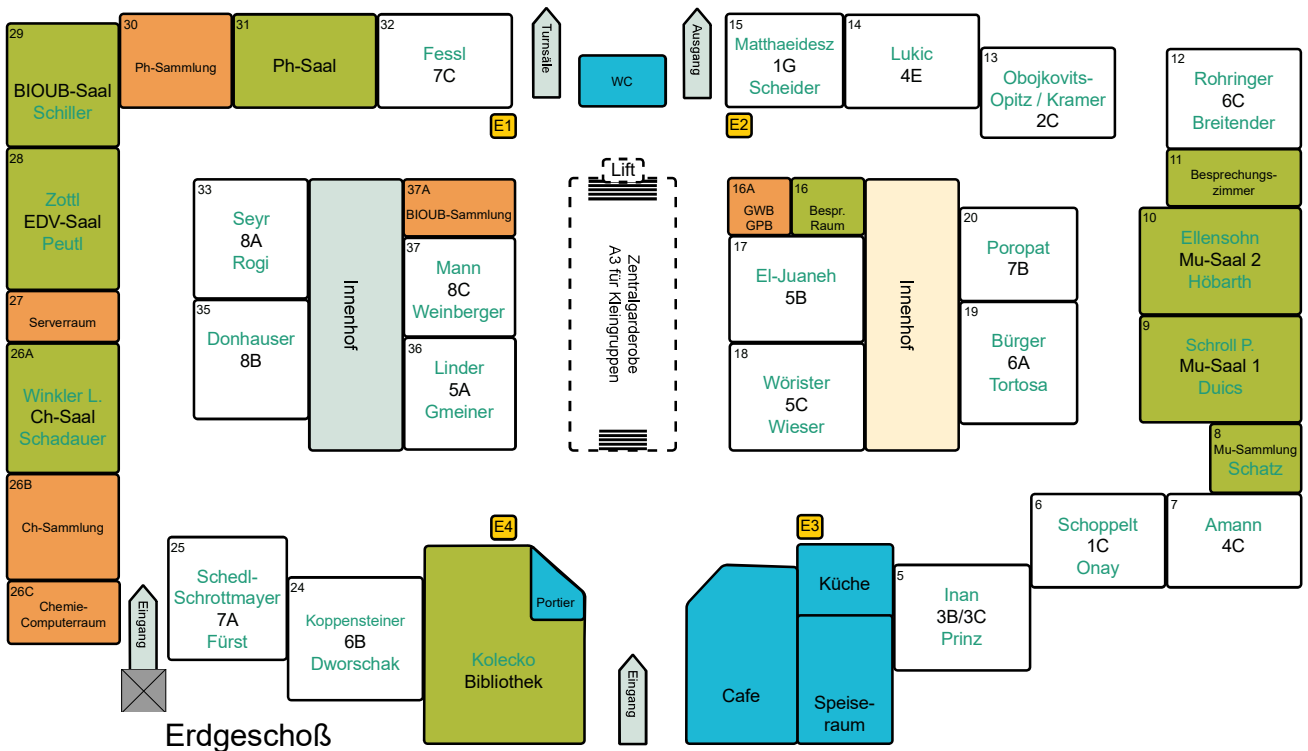 29
BIOUB-Saal
Schiller
30
Ph-Sammlung
31
Ph-Saal
32
Fessl
7C
Turnsäle
WC
Ausgang
15
Matthaeidesz
1G
Scheider
14
Lukic
4E
13
Obojkovits-
Opitz / Kramer
2C
12
Rohringer
6C
Breitender
E1
E2
28
Zottl
EDV-Saal
Peutl
33
Seyr
8A
Rogi
Innenhof
37A
BIOUB-Sammlung
37
Mann
8C
Weinberger
Lift
Zentralgarderobe
A3 für Kleingruppen
16A
GWB
GPB
16
Bespr.
Raum
17
El-Juaneh
5B
Innenhof
20
Poropat
7B
11
Besprechungs-
zimmer
10
Ellensohn
Mu-Saal 2
Höbarth
27
Serverraum
35
Donhauser
8B
36
Linder
5A
Gmeiner
18
Wörister
5C
Wieser
19
Bürger
6A
Tortosa
9
Schroll P.
Mu-Saal 1
Duics
26A
Winkler L.
Ch-Saal
Schadauer
8
Mu-Sammlung
Schatz
26B
Ch-Sammlung
E4
E3
6
Schoppelt
1C
Onay
7
Amann
4C
26C
Chemie-
Computerraum
Eingang
25
Schedl-
Schrottmayer
7A
Fürst
24
Koppensteiner
6B
Dworschak
Portier
Kolecko
Bibliothek
Eingang
Cafe
Küche
Speise-
raum
5
Inan
3B/3C
Prinz
Erdgeschoß